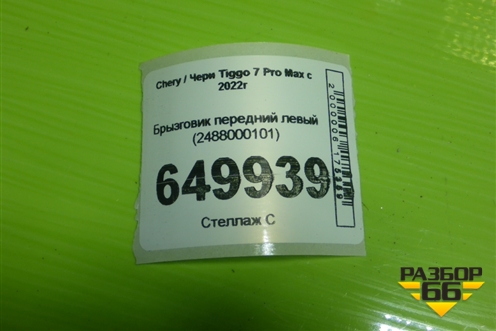 Chery / Чери Tiggo 7 Pro Max с
2022г
Брызговик передний левый
(2488000101)
649939
Стеллаж С
РАЗБОР
66